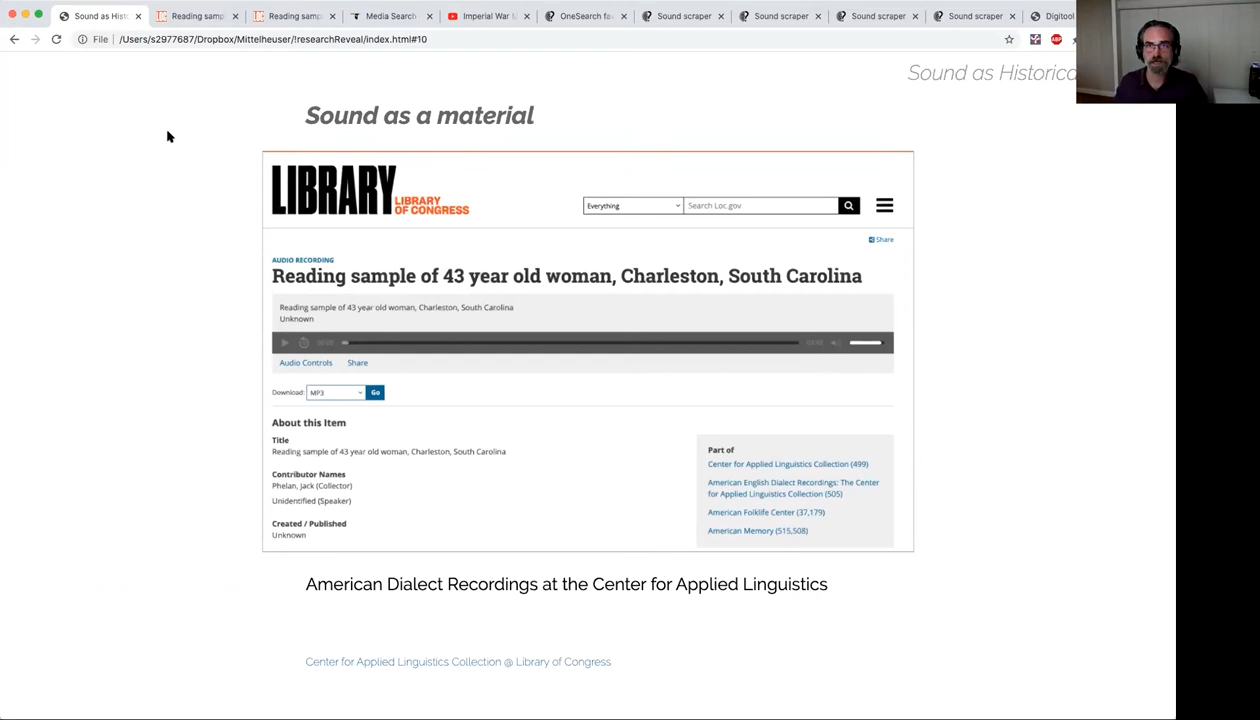 Sound as Hist
Reading samp
Reading samp
Media Search
Imperial War
OneSearch fa
Sound scraper
Sound scraper
Sound scraper
Sound scraper
Digitool
File
/Users/s2977687/Dropbox/Mittelheuser/!researchReveal/index.html#10
ABP
Sound as Historica
Sound as a material
LIBRARY
LIBRARY
OF CONGRESS
Everything
Search Loc.gov
Share
AUDIO RECORDING
Reading sample of 43 year old woman, Charleston, South Carolina
Reading sample of 43 year old woman, Charleston, South Carolina
Unknown
Audio Controls
Share
Download:
MP3
Go
About this Item
Title
Reading sample of 43 year old woman, Charleston, South Carolina
Contributor Names
Phelan, Jack (Collector)
Unidentified (Speaker)
Created / Published
Unknown
Part of
Center for Applied Linguistics Collection (499)
American English Dialect Recordings: The Center
for Applied Linguistics Collection (505)
American Folklife Center (37,179)
American Memory (515,508)
American Dialect Recordings at the Center for Applied Linguistics
Center for Applied Linguistics Collection @ Library of Congress